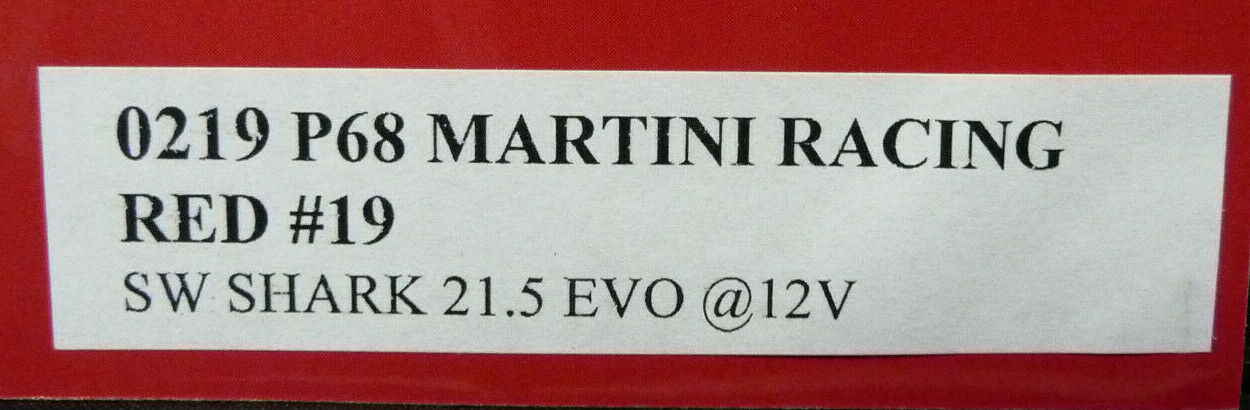 0219 P68 MARTINI RACING
RED #19
SW SHARK 21.5 EVO @12V